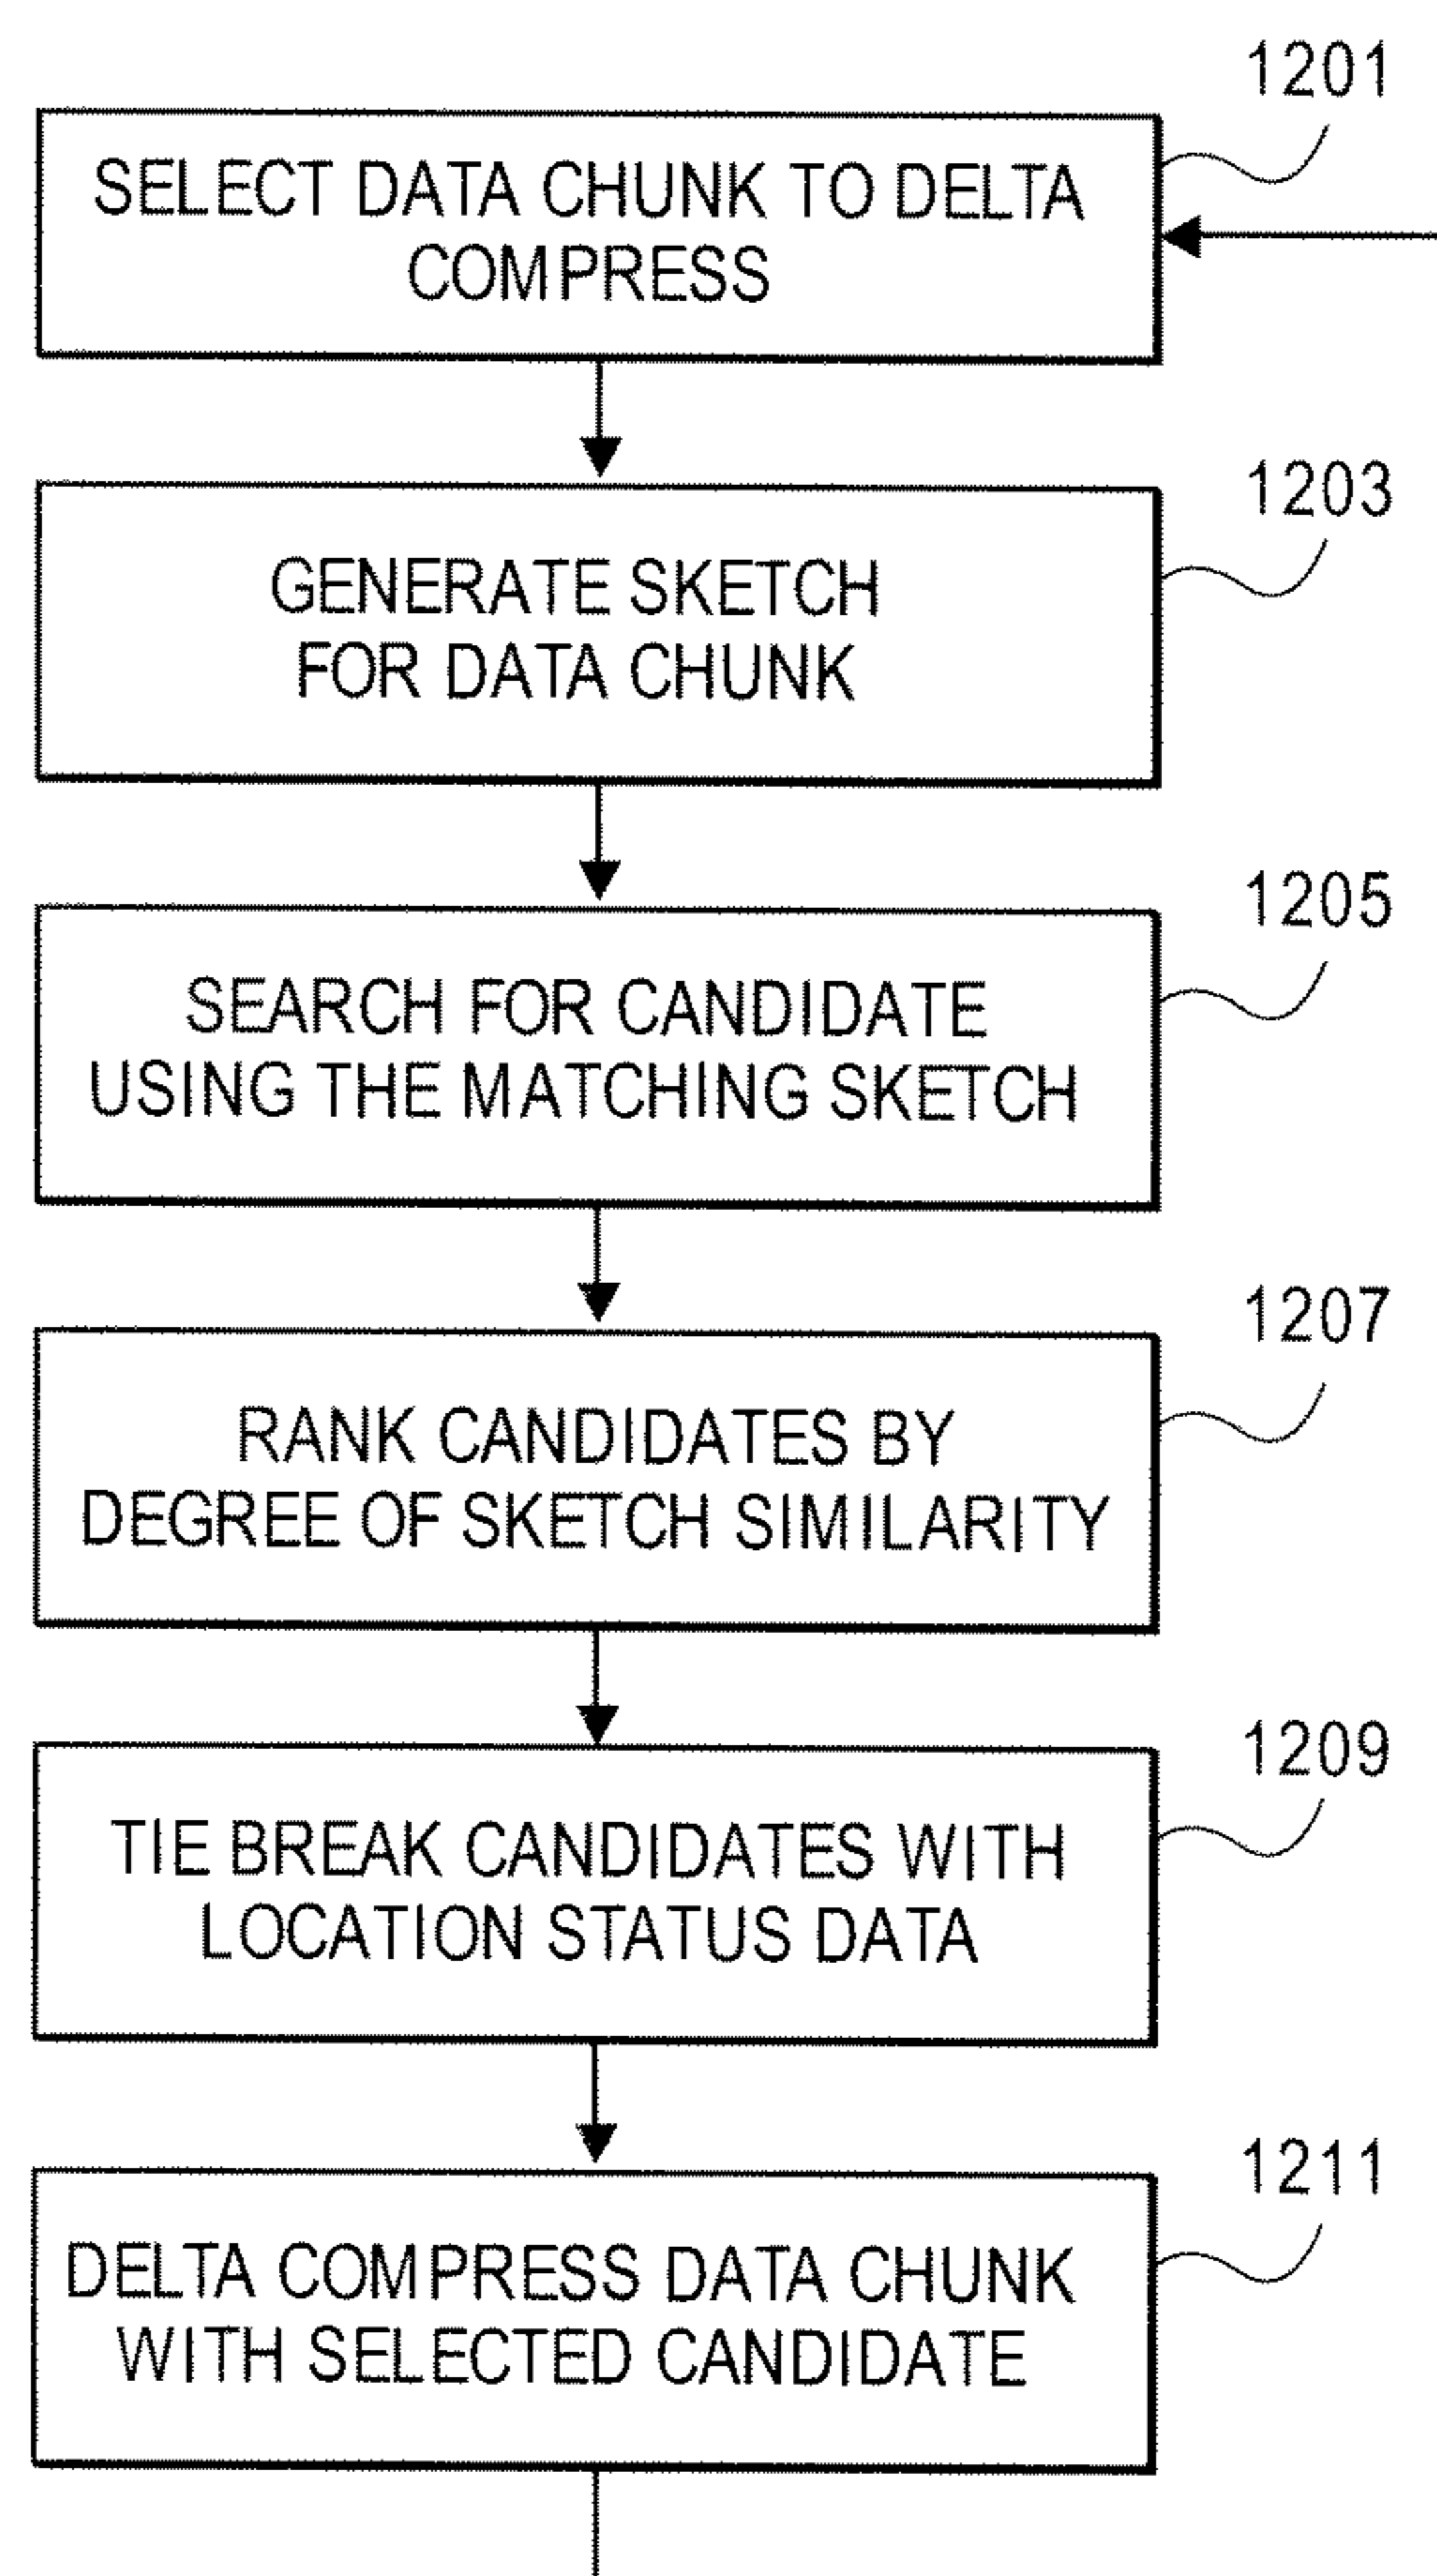 1201
SELECT DATA CHUNK TO DELTA
COMPRESS
1203
GENERATE SKETCH
FOR DATA CHUNK
1205
SEARCH FOR CANDIDATE
USING THE MATCHING SKETCH
1207
RANK CANDIDATES BY
DEGREE OF SKETCH SIMILARITY
1209
TIE BREAK CANDIDATES WITH
LOCATION STATUS DATA
1211
DELTA COMPRESS DATA CHUNK
WITH SELECTED CANDIDATE